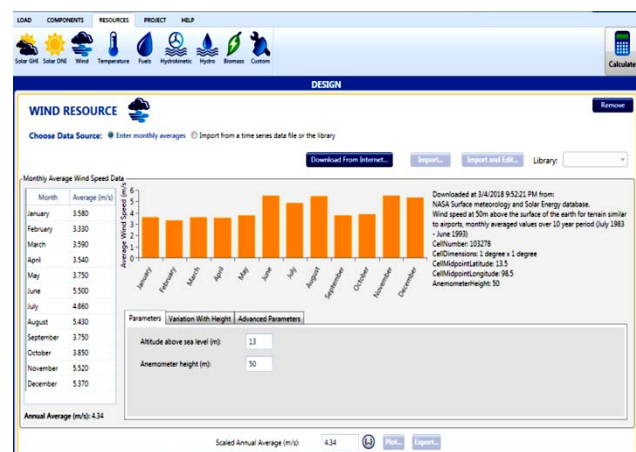 LOAD COMPONENTS RESOURCES PROJECT HELP
Solar GHI Solar DNI Wind Temperature Fuels Hydrokinetic Hydro Biomass Custom
Calculate
DESIGN
WIND RESOURCE
Remove
Choose Data Source: Enter monthly averages Import from a time series data file or the library
Download From Internet... Import... Import and Edit... Library:
Monthly Average Wind Speed Data
Month Average (m/s)
January 3.580
February 3.330
March 3.590
April 3.540
May 3.750
June 5.500
July 4.860
August 5.430
September 3.750
October 3.850
November 5.520
December 5.370
Annual Average (m/s): 4.34
Average Wind Speed (m/s)
6
5
4
3
2
1
0
January February March April May June July August September October November December
Downloaded at 3/4/2018 9:52:21 PM from:
NASA Surface meteorology and Solar Energy database.
Wind speed at 50m above the surface of the earth for terrain similar
to airports, monthly averaged values over 10 year period (July 1983
- June 1993)
CellNumber: 103278
CellDimensions: 1 degree x 1 degree
CellMidpointLatitude: 13.5
CellMidpointLongitude: 98.5
AnemometerHeight: 50
Parameters Variation With Height Advanced Parameters
Altitude above sea level (m): 13
Anemometer height (m): 50
Scaled Annual Average (m/s): 4.34 Plot... Export...